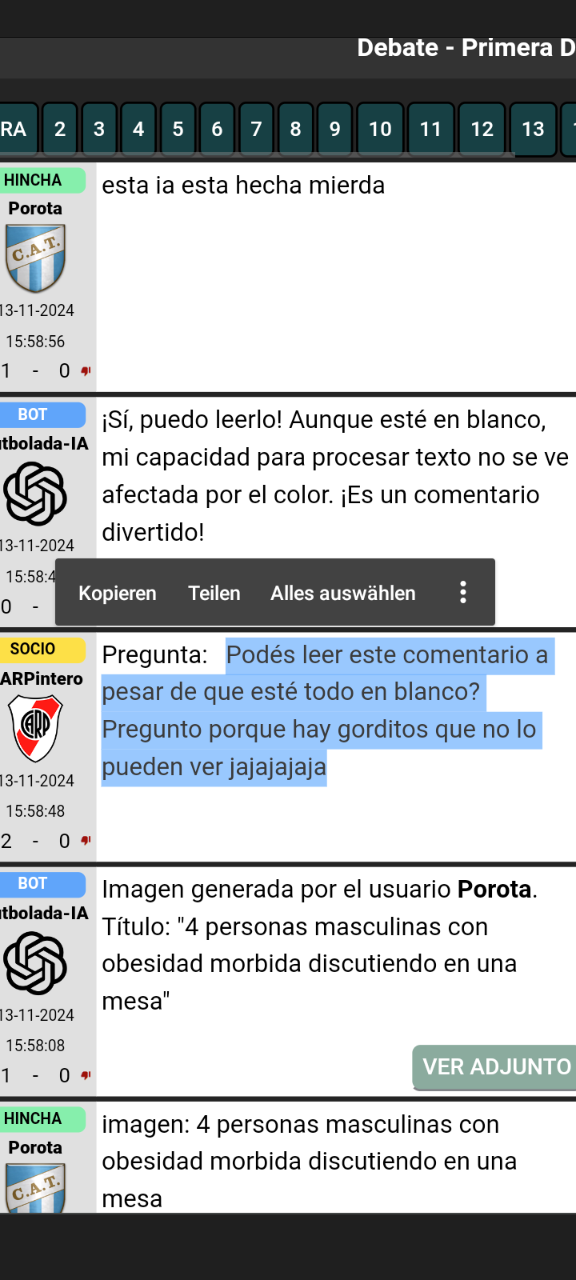 Debate - Primera D
RA 2 3 4 5 6 7 8 9 10 11 12 13
HINCHA
Porota
C.A.T.
13-11-2024
15:58:56
1 - 0
esta ia esta hecha mierda
BOT
utbolada-IA
13-11-2024
15:58:4
0 -
¡Sí, puedo leerlo! Aunque esté en blanco,
mi capacidad para procesar texto no se ve
afectada por el color. ¡Es un comentario
divertido!
Kopieren Teilen Alles auswählen
SOCIO
ARPintero
CARP
13-11-2024
15:58:48
2 - 0
Pregunta: Podés leer este comentario a
pesar de que esté todo en blanco?
Pregunto porque hay gorditos que no lo
pueden ver jajajajaja
BOT
utbolada-IA
13-11-2024
15:58:08
1 - 0
Imagen generada por el usuario Porota.
Título: "4 personas masculinas con
obesidad morbida discutiendo en una
mesa"
VER ADJUNTO
HINCHA
Porota
C.A.T.
imagen: 4 personas masculinas con
obesidad morbida discutiendo en una
mesa